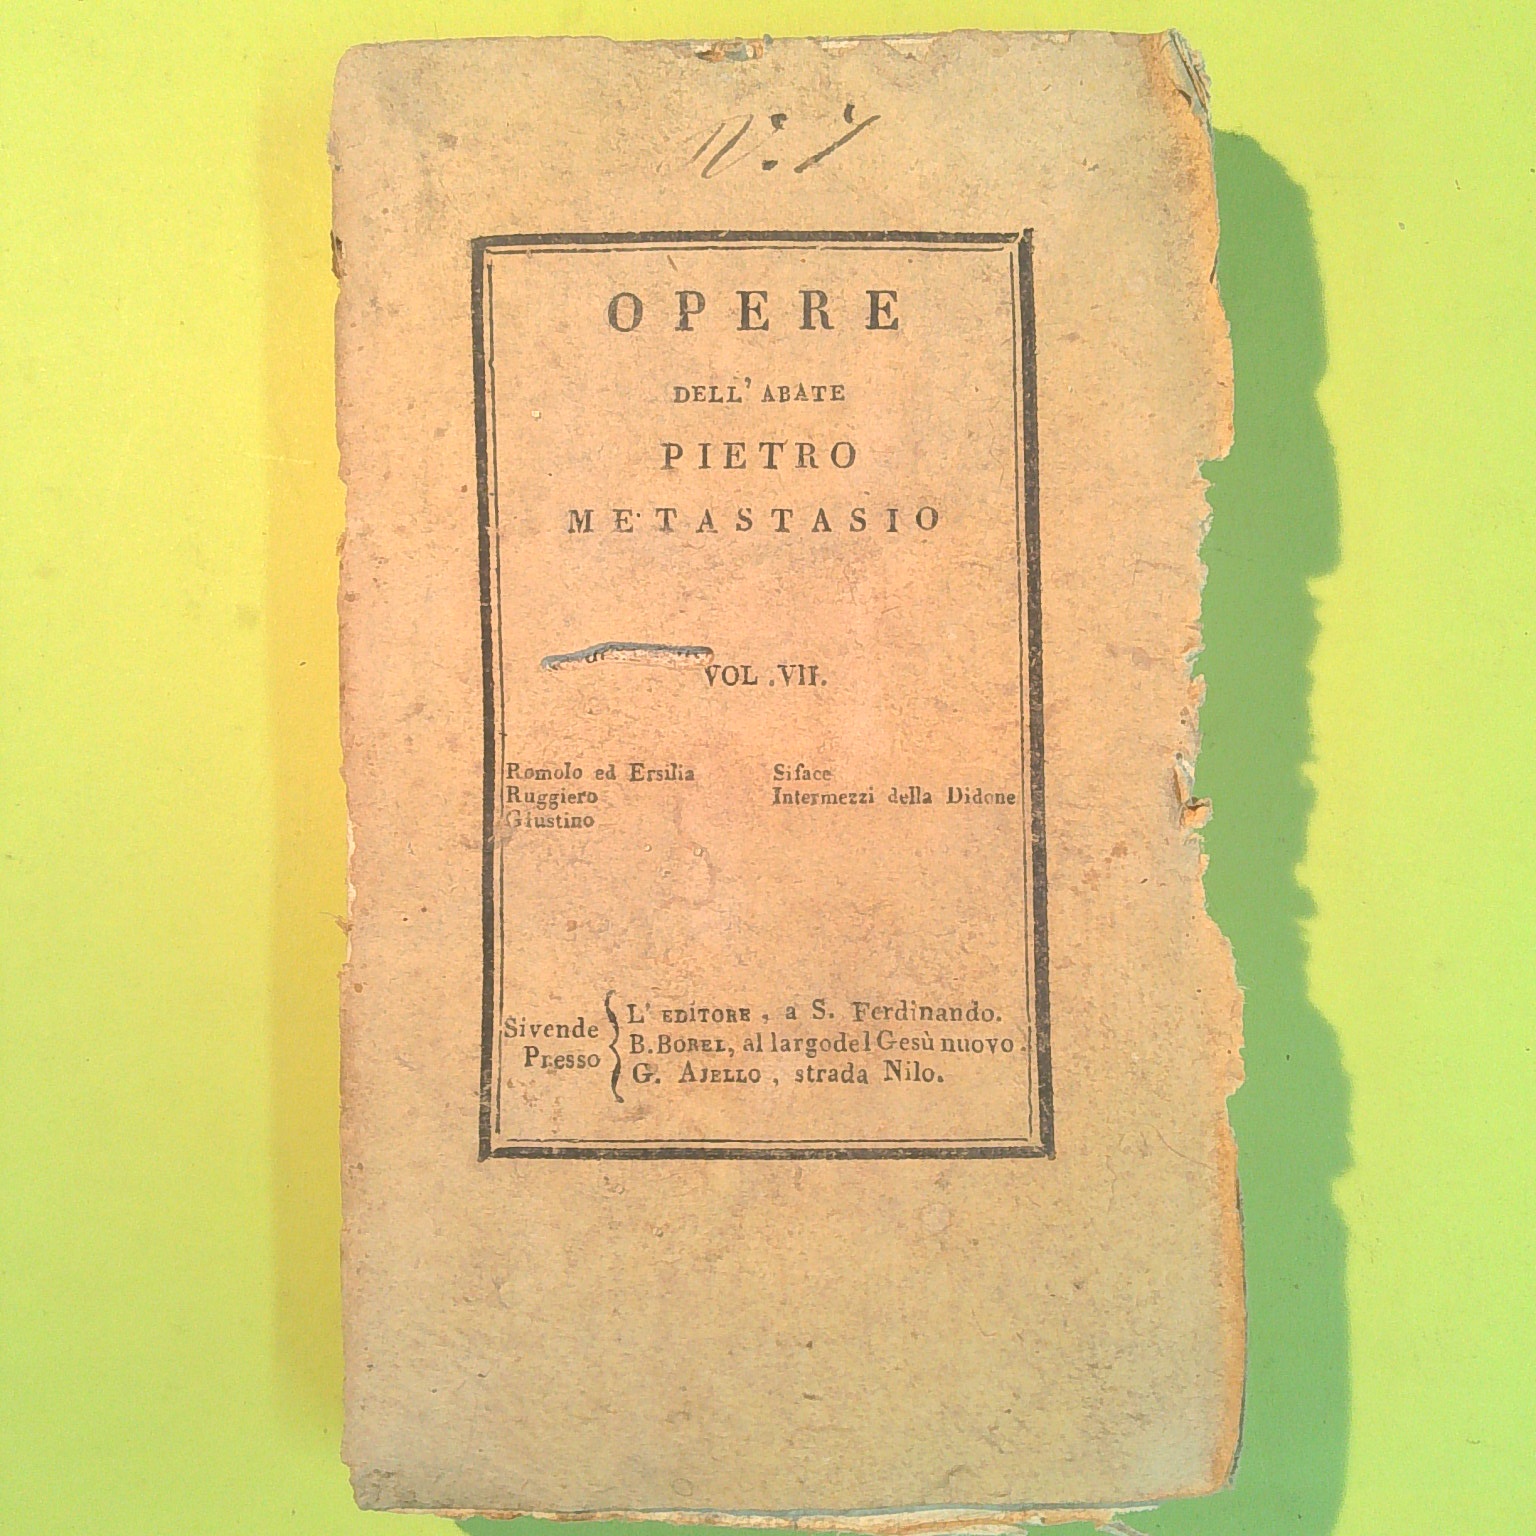 N.º 7
OPERE
DELL' ABATE
PIETRO
METASTASIO
VOL .VII.
Romolo ed Ersilia
Ruggiero
Giustino
Siface
Intermezzi della Didone
Sivende
Presso
L' EDITORE , a S. Ferdinando.
B. BOREL, al largo del Gesù nuovo .
G. AJELLO , strada Nilo.